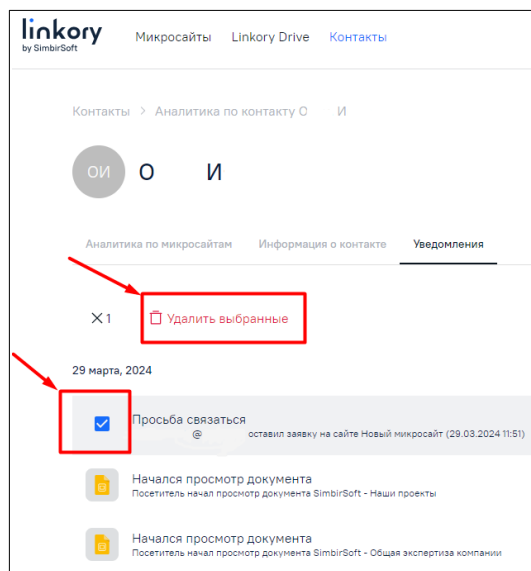 linkory
by SimbirSoft
Микросайты Linkory Drive Контакты
Контакты > Аналитика по контакту О И
ОИ О И
Аналитика по микросайтам Информация о контакте Уведомления
×1 Удалить выбранные
29 марта, 2024
Просьба связаться
@ оставил заявку на сайте Новый микросайт (29.03.2024 11:51)
Начался просмотр документа
Посетитель начал просмотр документа SimbirSoft - Наши проекты
Начался просмотр документа
Посетитель начал просмотр документа SimbirSoft - Общая экспертиза компании